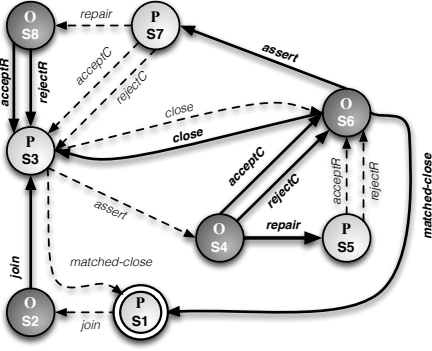 O
S8
repair
P
S7
acceptR
rejectR
acceptC
rejectC
assert
close
O
S6
P
S3
close
acceptC
rejectC
acceptR
rejectR
matched-close
assert
O
S4
repair
P
S5
join
matched-close
O
S2
join
P
S1